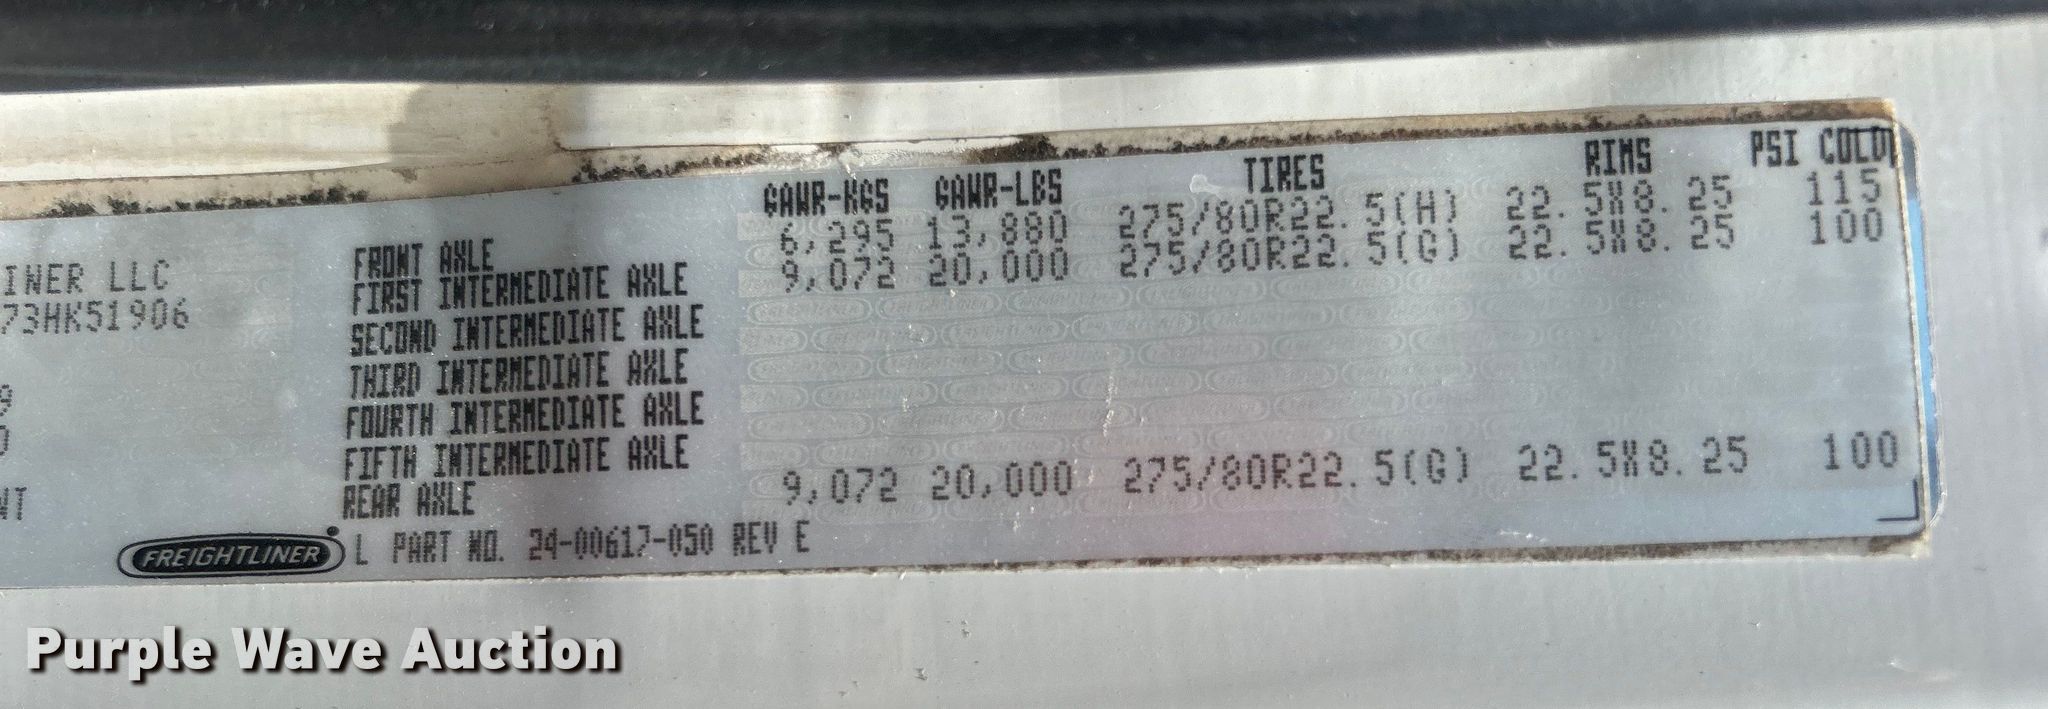 GAWR-KGS GAWR-LBS TIRES RIMS PSI COLD
FRONT AXLE 6,295 13,880 275/80R22.5(H) 22.5X8.25 115
INER LLC
FIRST INTERMEDIATE AXLE 9,072 20,000 275/80R22.5(G) 22.5X8.25 100
73HK51906
SECOND INTERMEDIATE AXLE
THIRD INTERMEDIATE AXLE
9
FOURTH INTERMEDIATE AXLE
FIFTH INTERMEDIATE AXLE
REAR AXLE 9,072 20,000 275/80R22.5(G) 22.5X8.25 100
NT
FREIGHTLINER L PART NO. 24-00617-050 REV E
Purple Wave Auction